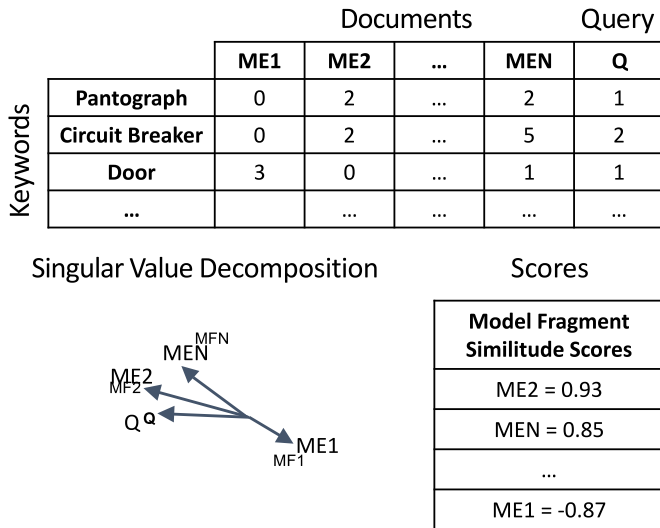 Documents Query
ME1 ME2 ... MEN Q
Keywords
Pantograph 0 2 ... 2 1
Circuit Breaker 0 2 5 2
Door 3 0 ... 1 1
... ... ... ... ...
Singular Value Decomposition
MFN
MEN
ME2
MF2
Q Q
ME1
MF1
Scores
Model Fragment
Similitude Scores
ME2 = 0.93
MEN = 0.85
...
ME1 = -0.87